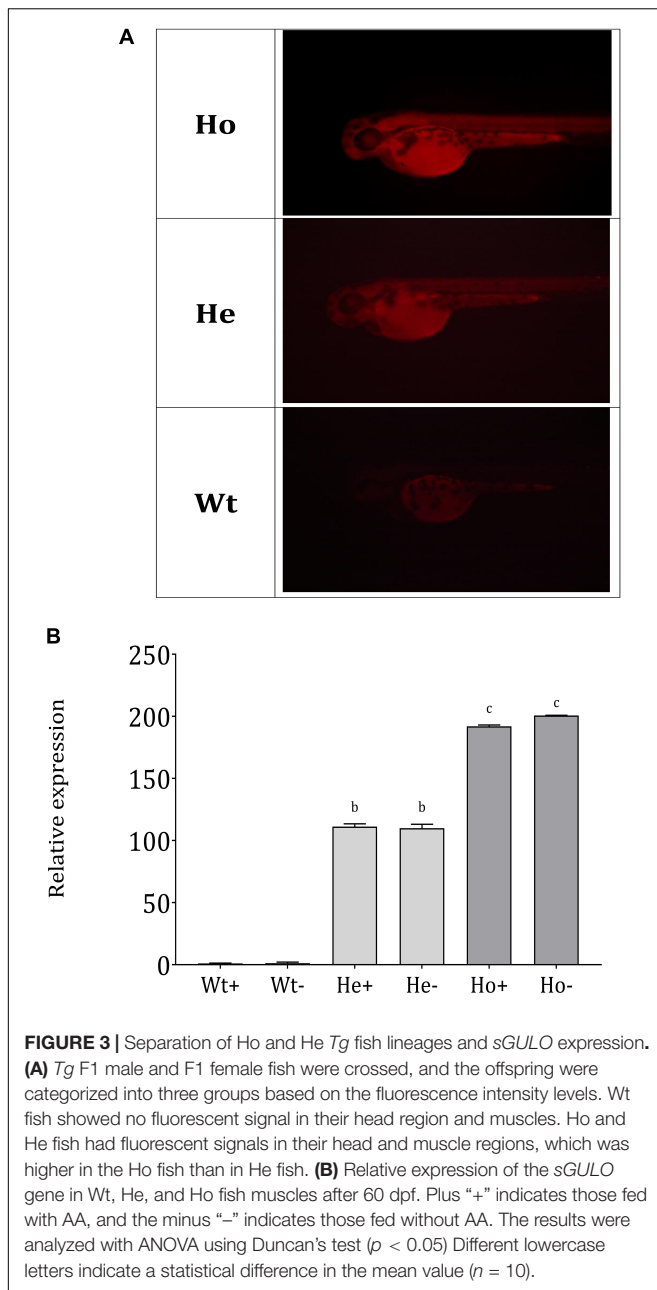 A
Ho
He
Wt
B
250
200
150
100
50
0
Relative expression
b
b
c
c
Wt+ Wt- He+ He- Ho+ Ho-
FIGURE 3 | Separation of Ho and He Tg fish lineages and sGULO expression.
(A) Tg F1 male and F1 female fish were crossed, and the offspring were
categorized into three groups based on the fluorescence intensity levels. Wt
fish showed no fluorescent signal in their head region and muscles. Ho and
He fish had fluorescent signals in their head and muscle regions, which was
higher in the Ho fish than in He fish. (B) Relative expression of the sGULO
gene in Wt, He, and Ho fish muscles after 60 dpf. Plus “+” indicates those fed
with AA, and the minus “–” indicates those fed without AA. The results were
analyzed with ANOVA using Duncan’s test (p < 0.05) Different lowercase
letters indicate a statistical difference in the mean value (n = 10).